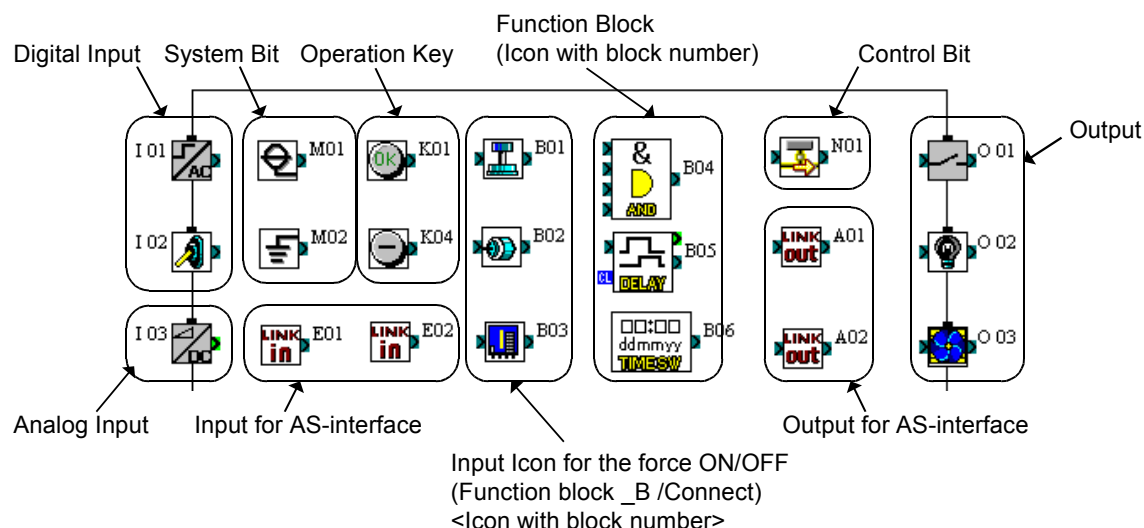 Function Block
(Icon with block number)
Digital Input
System Bit
Operation Key
Control Bit
Output
I 01
AC
M01
OK
K01
B01
&
AND
B04
N01
O 01
I 02
M02
K04
B02
CL
DELAY
B05
LINK
out
A01
O 02
I 03
DC
LINK
in
E01
LINK
in
E02
B03
00:00
ddmmyy
TIMESW
B06
LINK
out
A02
O 03
Analog Input
Input for AS-interface
Output for AS-interface
Input Icon for the force ON/OFF
(Function block _B /Connect)
<Icon with block number>